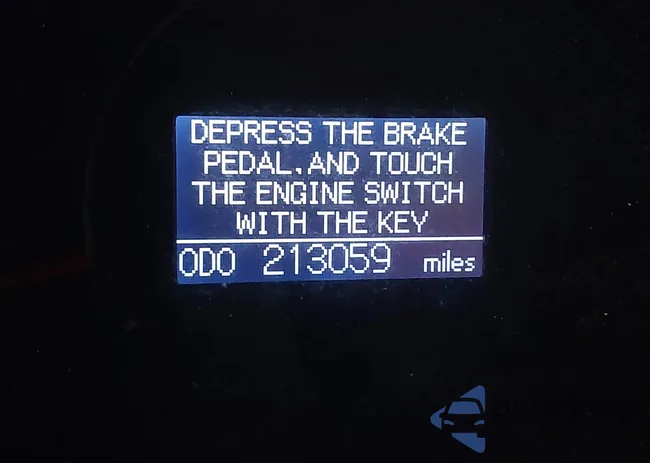 DEPRESS THE BRAKE
PEDAL,AND TOUCH
THE ENGINE SWITCH
WITH THE KEY
ODO 213059 miles